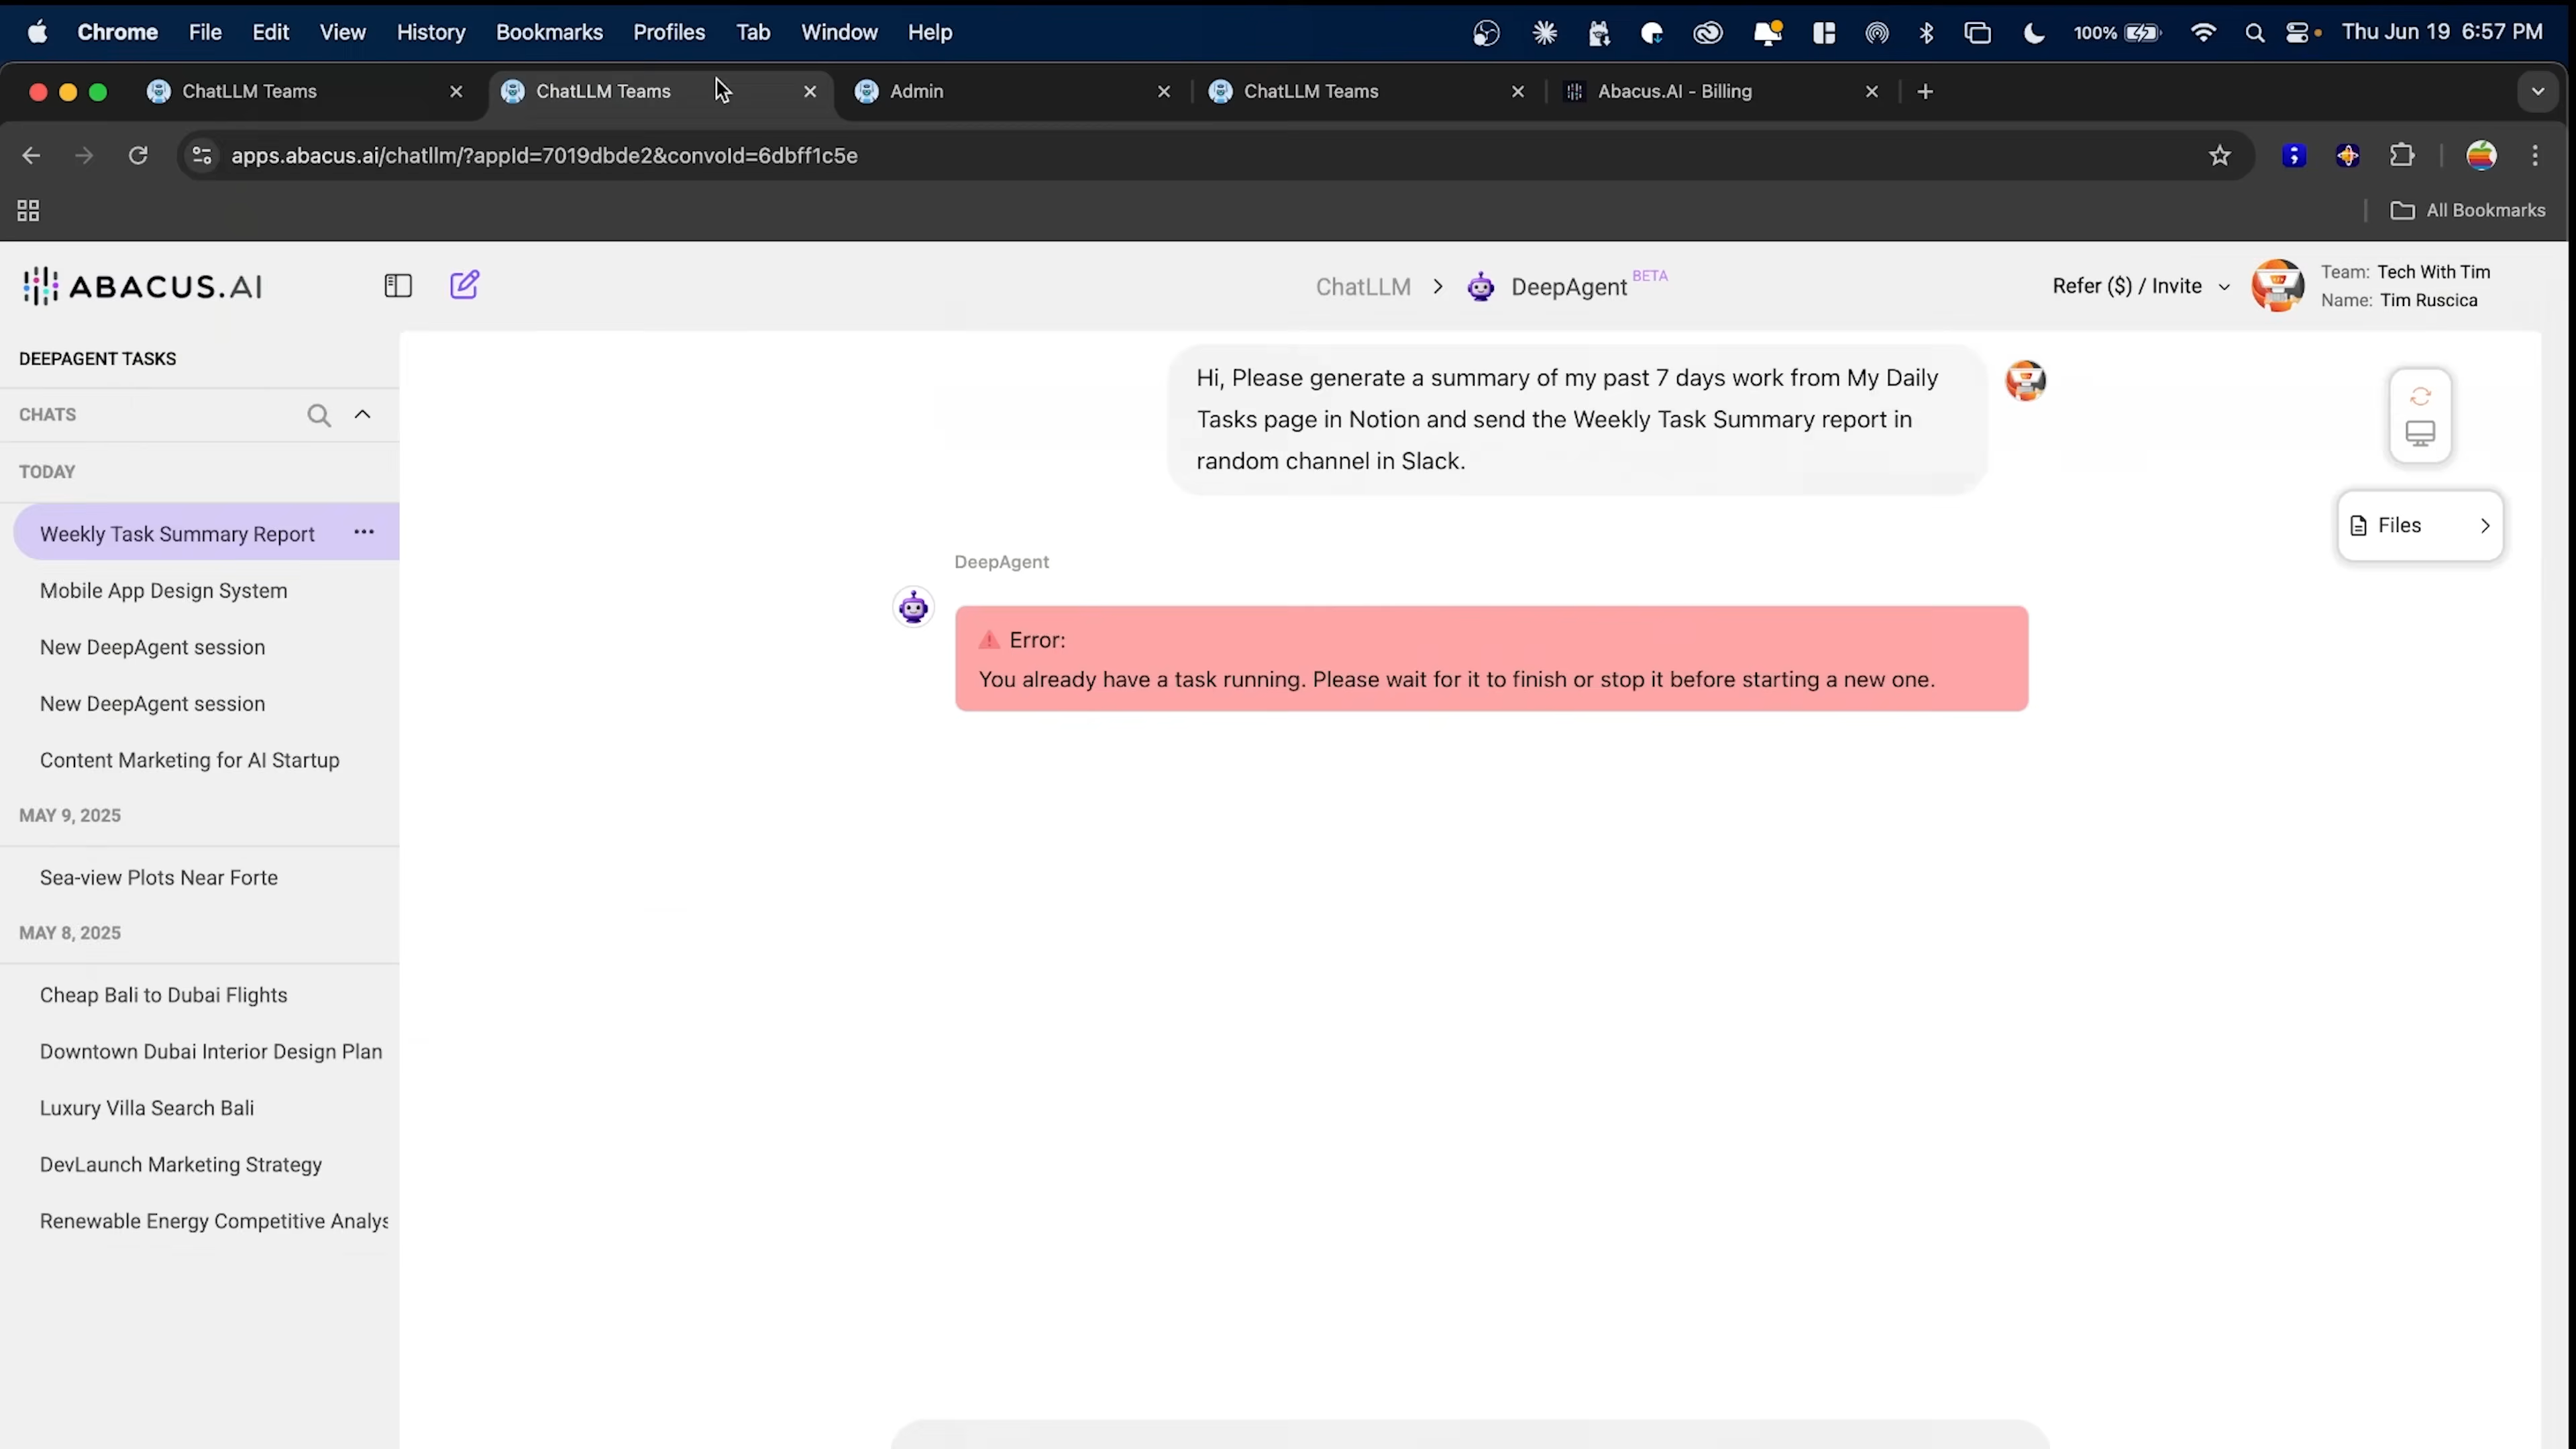 Chrome File Edit View History Bookmarks Profiles Tab Window Help 100% Thu Jun 19 6:57 PM
ChatLLM Teams ChatLLM Teams Admin ChatLLM Teams Abacus.AI - Billing
apps.abacus.ai/chatllm/?appId=7019dbde2&convoId=6dbff1c5e
All Bookmarks
ABACUS.AI
ChatLLM > DeepAgent BETA
Refer ($) / Invite
Team: Tech With Tim
Name: Tim Ruscica
DEEPAGENT TASKS
CHATS
TODAY
Weekly Task Summary Report ...
Mobile App Design System
New DeepAgent session
New DeepAgent session
Content Marketing for AI Startup
MAY 9, 2025
Sea-view Plots Near Forte
MAY 8, 2025
Cheap Bali to Dubai Flights
Downtown Dubai Interior Design Plan
Luxury Villa Search Bali
DevLaunch Marketing Strategy
Renewable Energy Competitive Analys
Hi, Please generate a summary of my past 7 days work from My Daily
Tasks page in Notion and send the Weekly Task Summary report in
random channel in Slack.
Files
DeepAgent
Error:
You already have a task running. Please wait for it to finish or stop it before starting a new one.